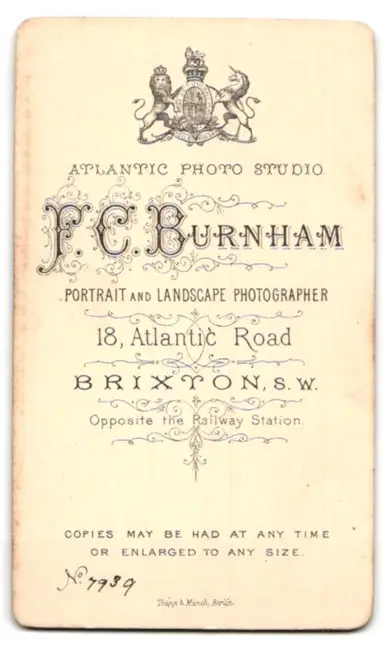 ATLANTIC PHOTO STUDIO.
F. C. BURNHAM
PORTRAIT AND LANDSCAPE PHOTOGRAPHER
18, Atlantic Road
BRIXTON, S. W.
Opposite the Railway Station.
COPIES MAY BE HAD AT ANY TIME
OR ENLARGED TO ANY SIZE.
No. 7939
Berlin.